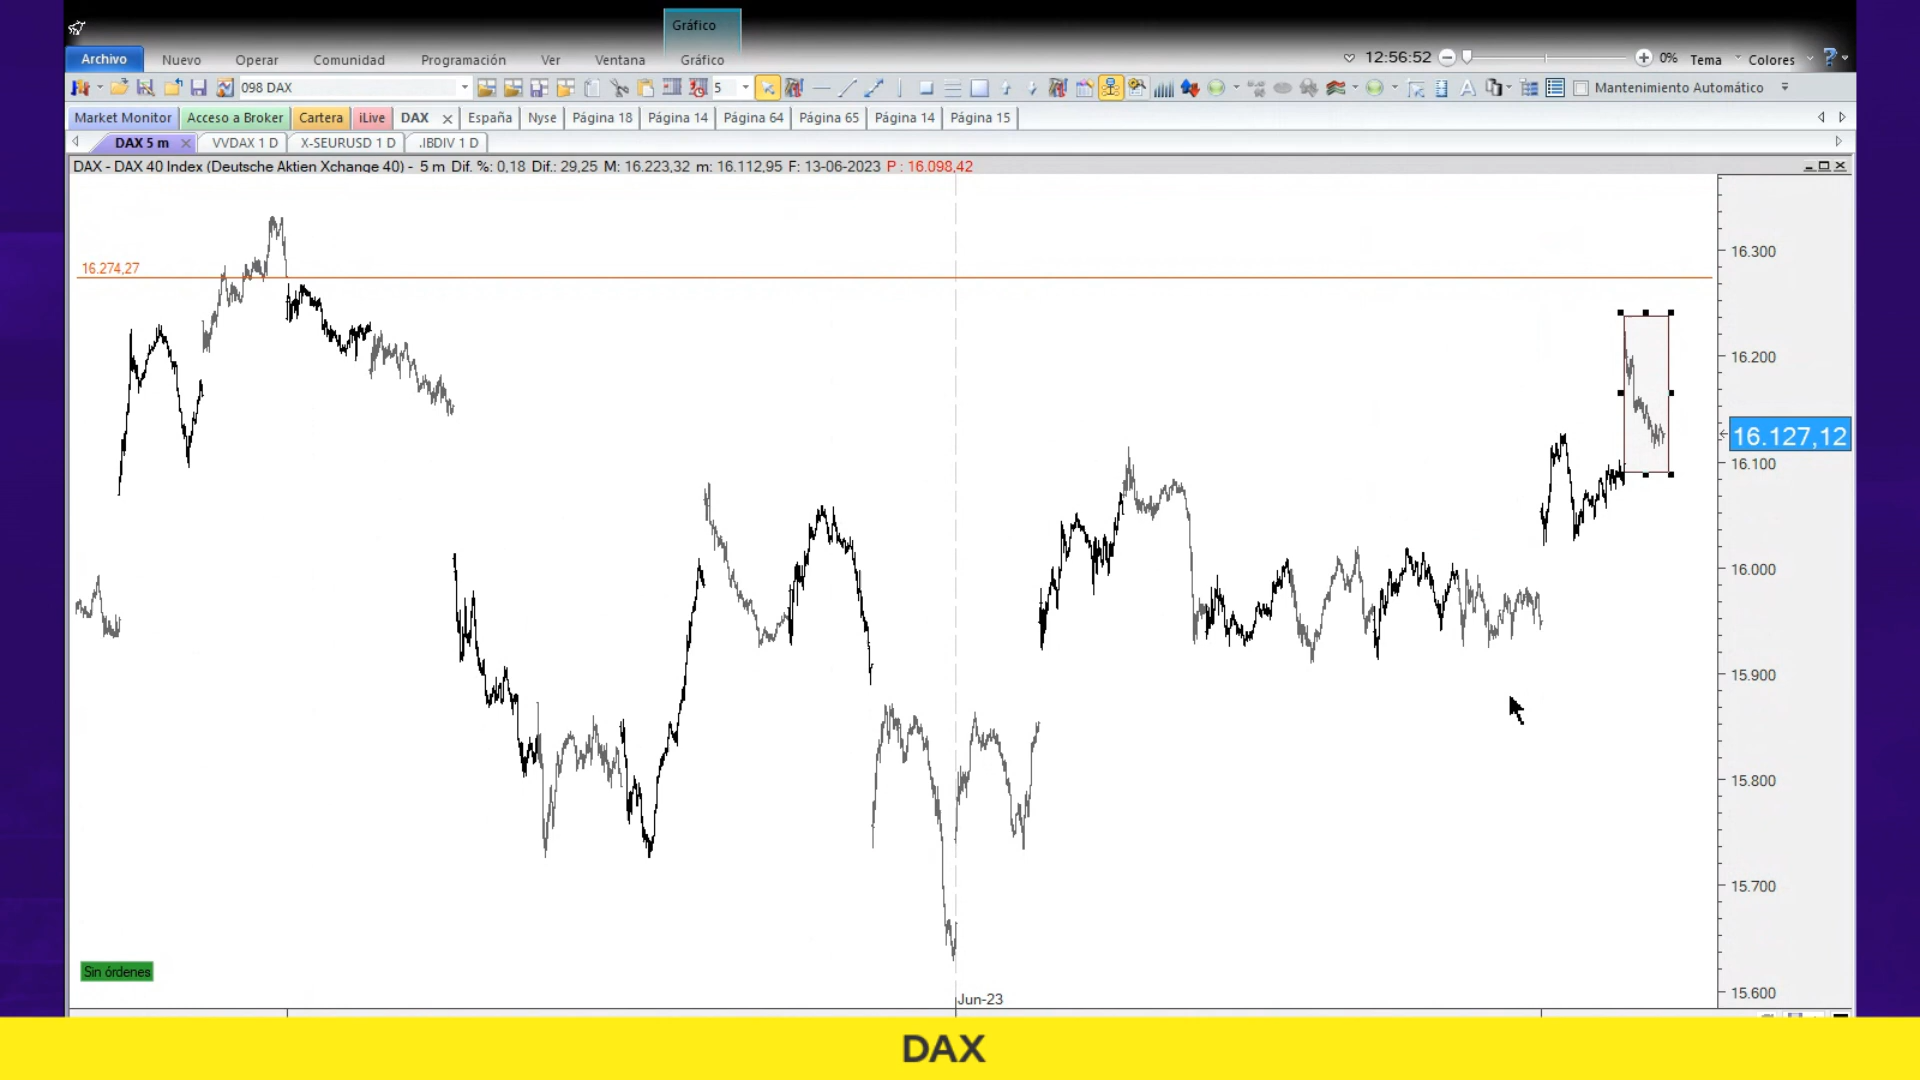 Gráfico
Archivo Nuevo Operar Comunidad Programación Ver Ventana Gráfico 12:56:52 0% Tema Colores
098 DAX 5 Mantenimiento Automático
Market Monitor Acceso a Broker Cartera iLive DAX España Nyse Página 18 Página 14 Página 64 Página 65 Página 14 Página 15
DAX 5 m VVDAX 1 D X-SEURUSD 1 D .IBDIV 1 D
DAX - DAX 40 Index (Deutsche Aktien Xchange 40) - 5 m Dif. %: 0,18 Dif.: 29,25 M: 16.223,32 m: 16.112,95 F: 13-06-2023 P : 16.098,42
16.300
16.274,27
16.200
16.127,12
16.100
16.000
15.900
15.800
15.700
Sin órdenes
15.600
Jun-23
DAX